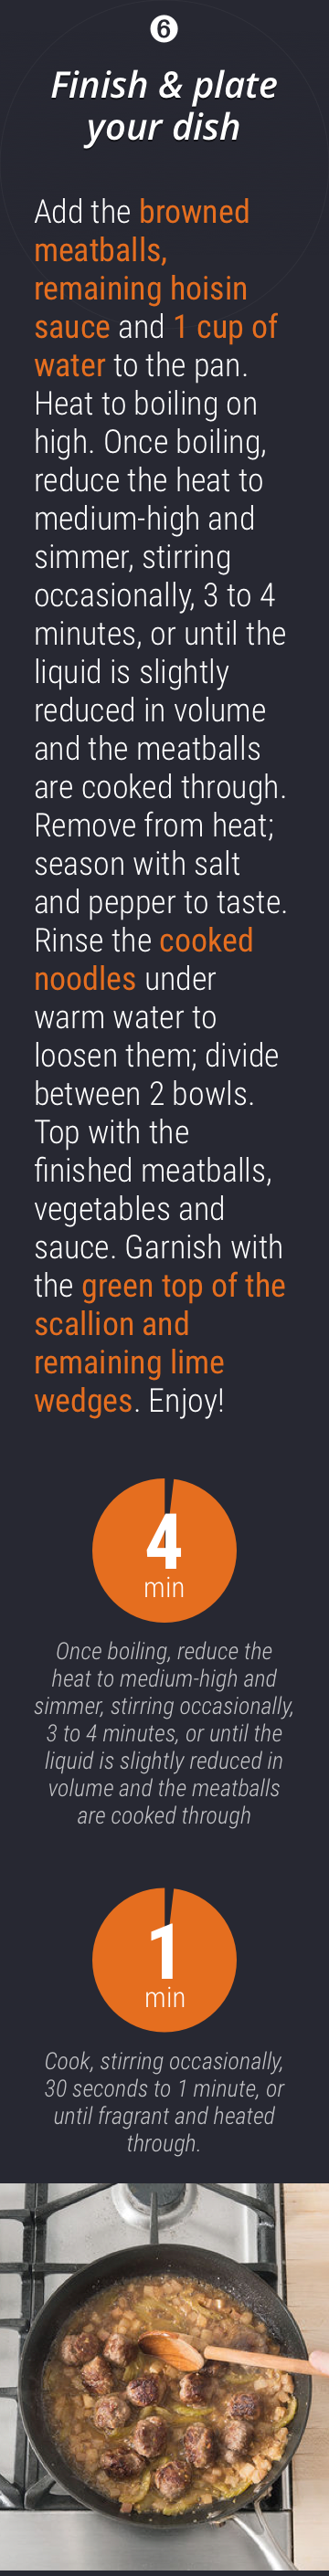 6
Finish & plate
your dish
Add the browned
meatballs,
remaining hoisin
sauce and 1 cup of
water to the pan.
Heat to boiling on
high. Once boiling,
reduce the heat to
medium-high and
simmer, stirring
occasionally, 3 to 4
minutes, or until the
liquid is slightly
reduced in volume
and the meatballs
are cooked through.
Remove from heat;
season with salt
and pepper to taste.
Rinse the cooked
noodles under
warm water to
loosen them; divide
between 2 bowls.
Top with the
finished meatballs,
vegetables and
sauce. Garnish with
the green top of the
scallion and
remaining lime
wedges. Enjoy!
4
min
Once boiling, reduce the
heat to medium-high and
simmer, stirring occasionally,
3 to 4 minutes, or until the
liquid is slightly reduced in
volume and the meatballs
are cooked through
1
min
Cook, stirring occasionally,
30 seconds to 1 minute, or
until fragrant and heated
through.